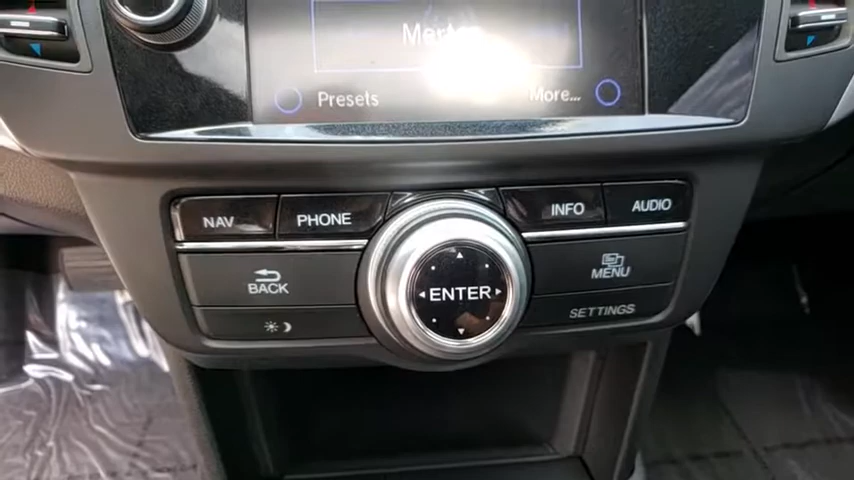 Presets More...
NAV PHONE INFO AUDIO
BACK ENTER MENU
SETTINGS